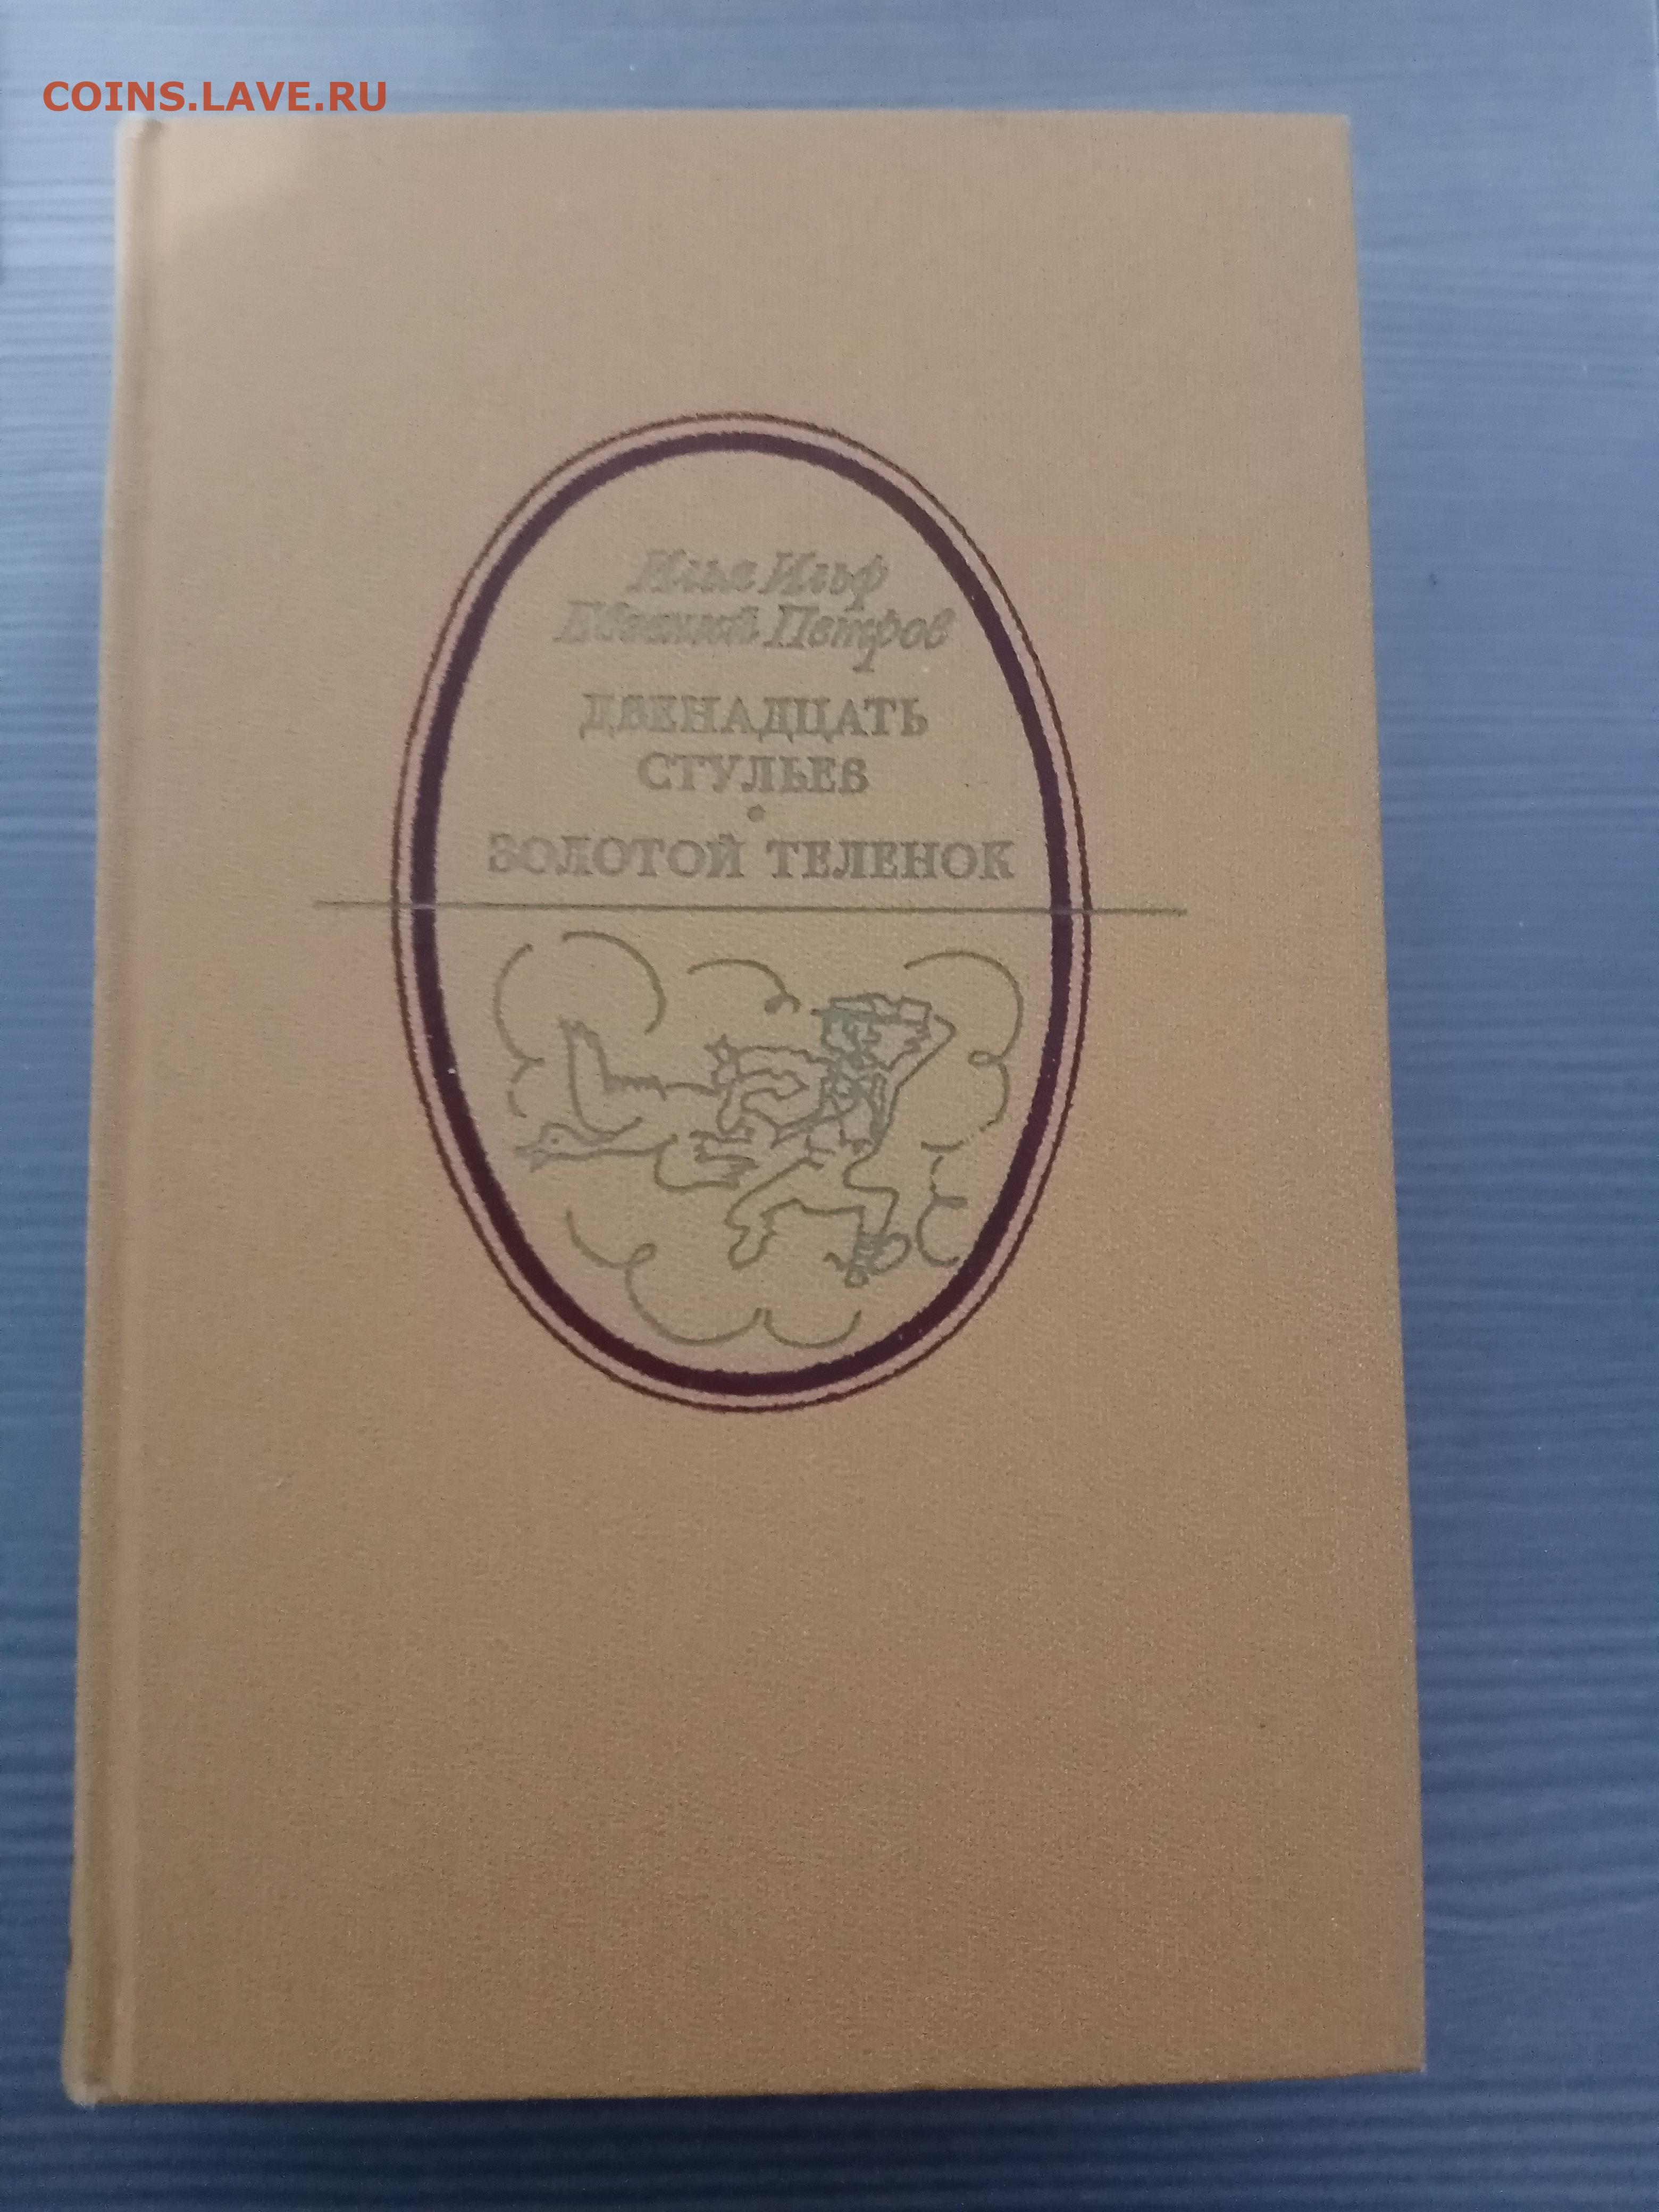 COINS.LAVE.RU
Илья Ильф
Евгений Петров
ДВЕНАДЦАТЬ
СТУЛЬЕВ
•
ЗОЛОТОЙ ТЕЛЕНОК